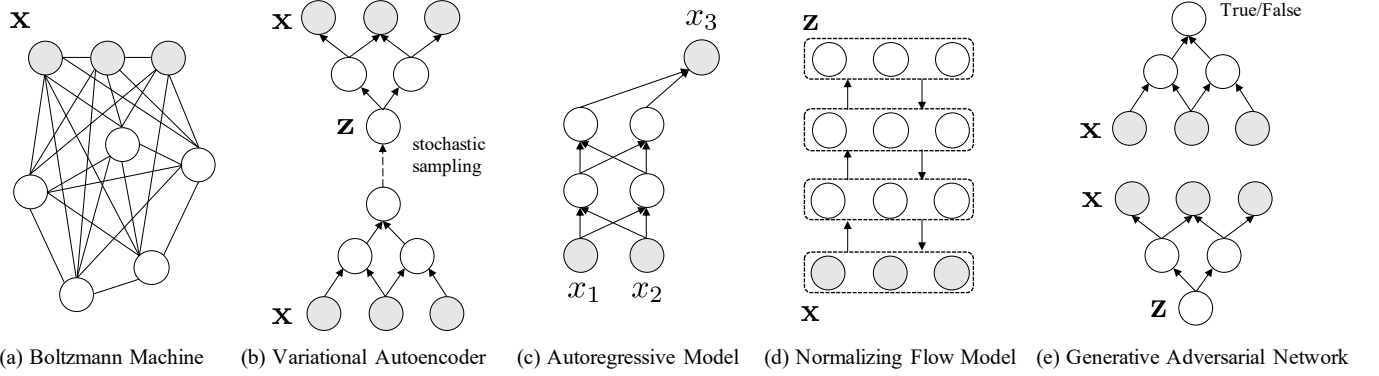 x
x
z
stochastic
sampling
x
x₃
x₁ x₂
z
x
True/False
x
x
z
(a) Boltzmann Machine
(b) Variational Autoencoder
(c) Autoregressive Model
(d) Normalizing Flow Model
(e) Generative Adversarial Network